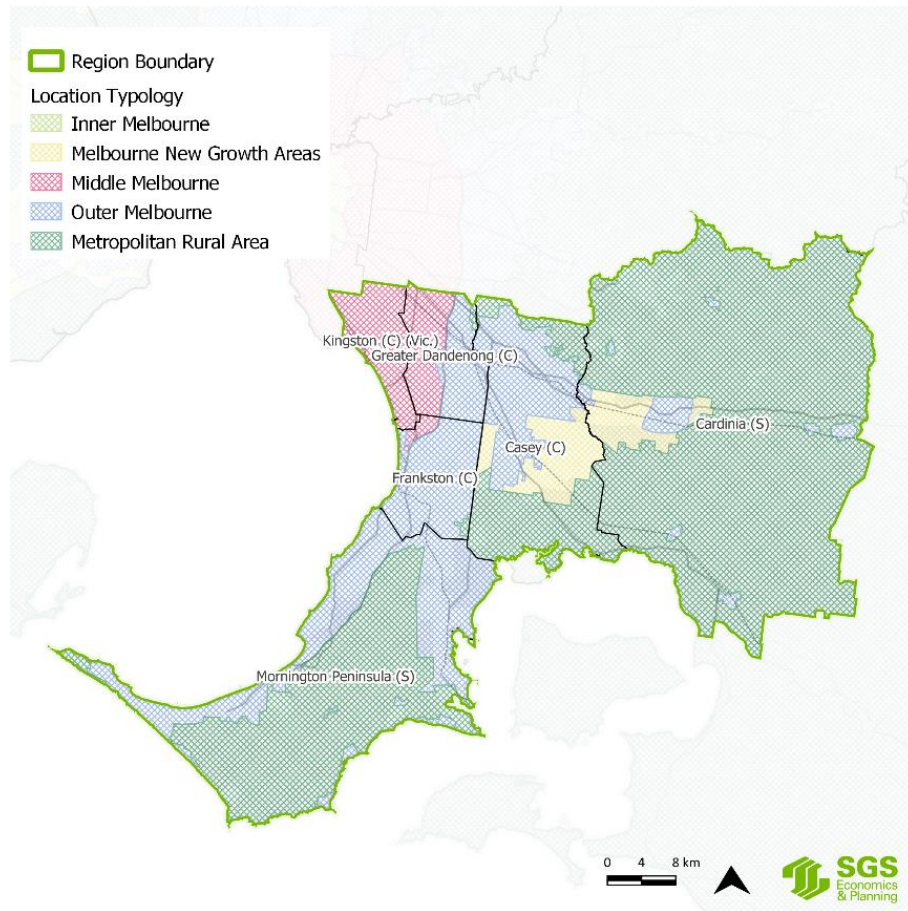 Region Boundary
Location Typology
Inner Melbourne
Melbourne New Growth Areas
Middle Melbourne
Outer Melbourne
Metropolitan Rural Area
Kingston (C) (Vic.)
Greater Dandenong (C)
Cardinia (S)
Casey (C)
Frankston (C)
Mornington Peninsula (S)
0 4 8 km
SGS
Economics
& Planning